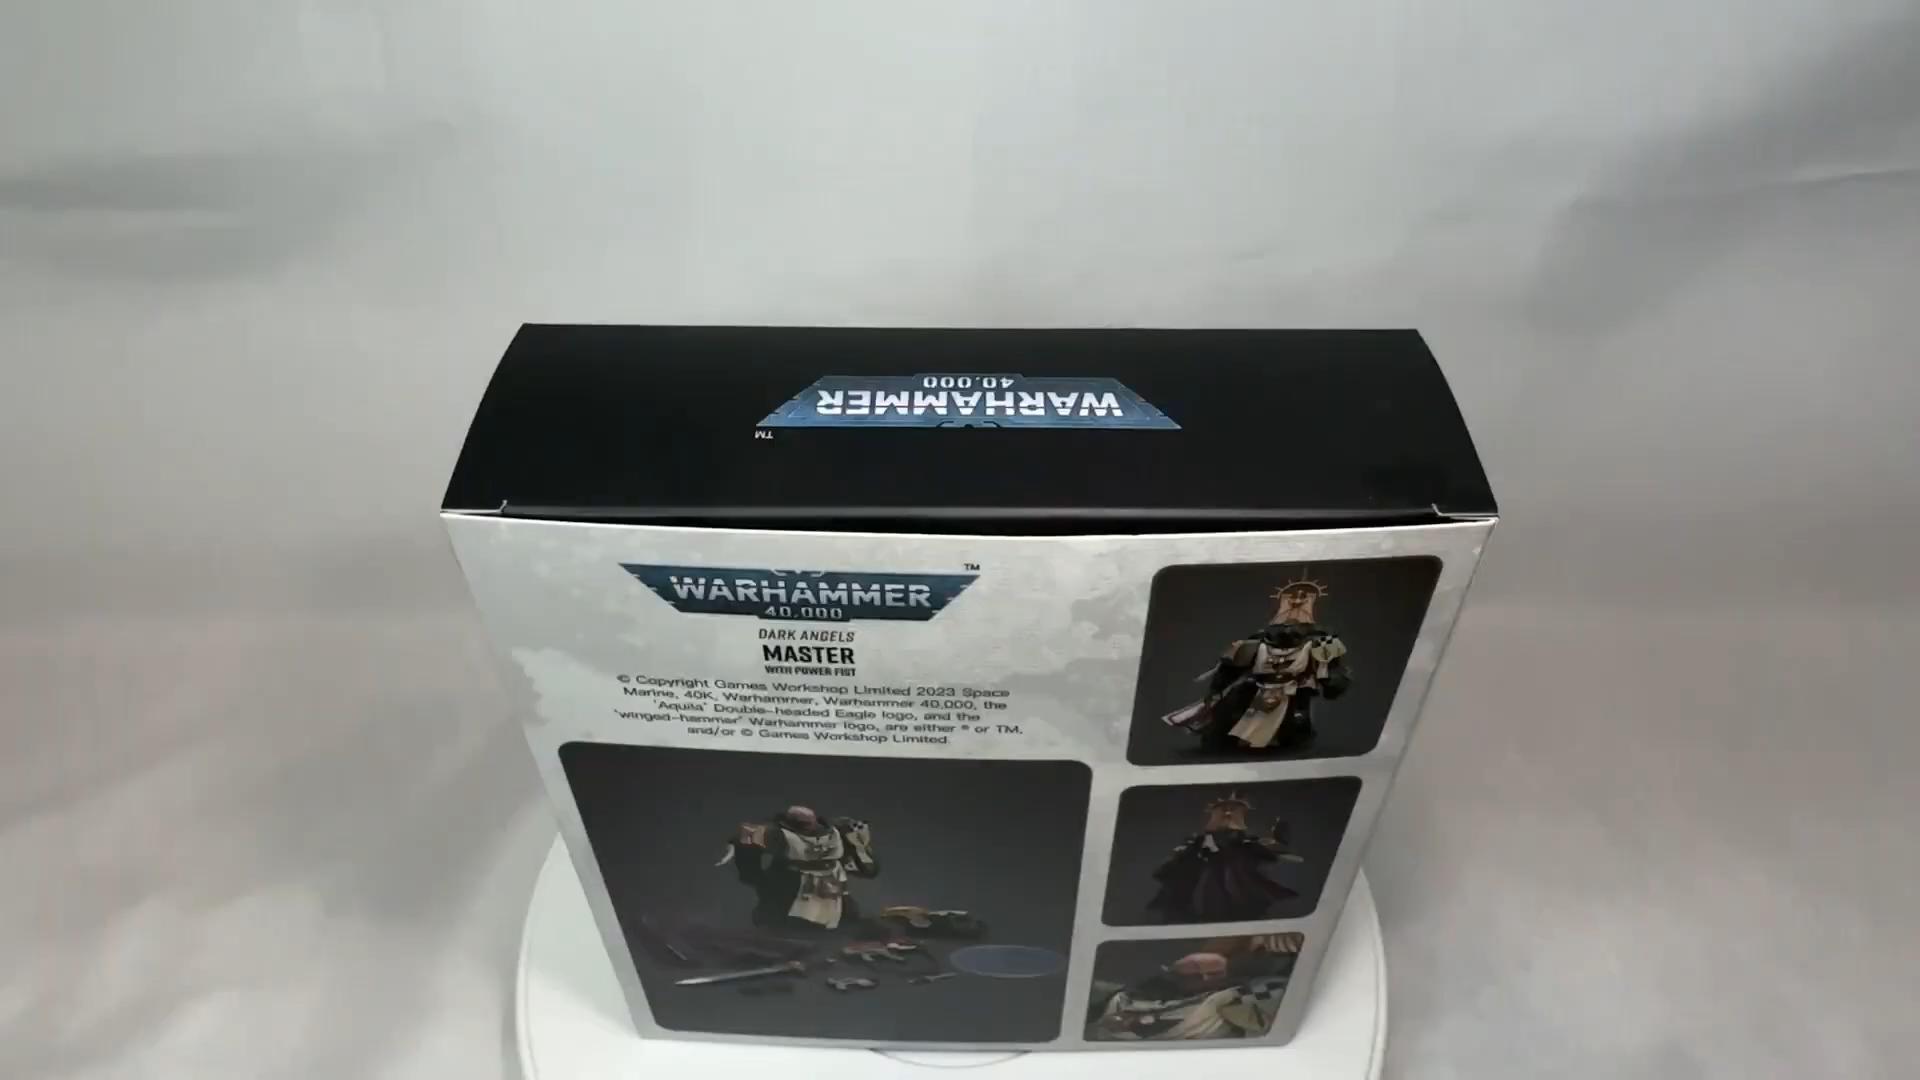 40,000
WARHAMMER
TM
WARHAMMER
TM
40,000
DARK ANGELS
MASTER
WITH POWER FIST
© Copyright Games Workshop Limited 2023 Space
Marine, 40K, Warhammer, Warhammer 40,000, the
'Aquila' Double-headed Eagle logo, and the
'winged-hammer' Warhammer logo, are either ® or TM,
and/or © Games Workshop Limited.